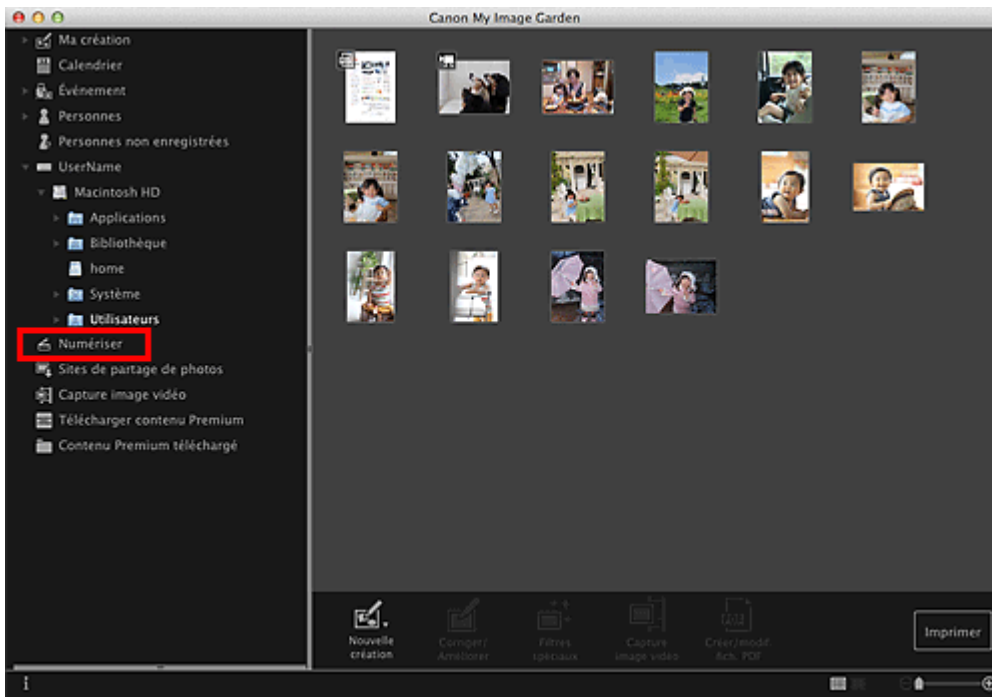 Canon My Image Garden
Ma création
Calendrier
Événement
Personnes
Personnes non enregistrées
UserName
Macintosh HD
Applications
Bibliothèque
home
Système
Utilisateurs
Numériser
Sites de partage de photos
Capture image vidéo
Télécharger contenu Premium
Contenu Premium téléchargé
Nouvelle
création
Corriger/
Améliorer
Filtres
spéciaux
Capture
image vidéo
Créer/modif.
fich. PDF
Imprimer